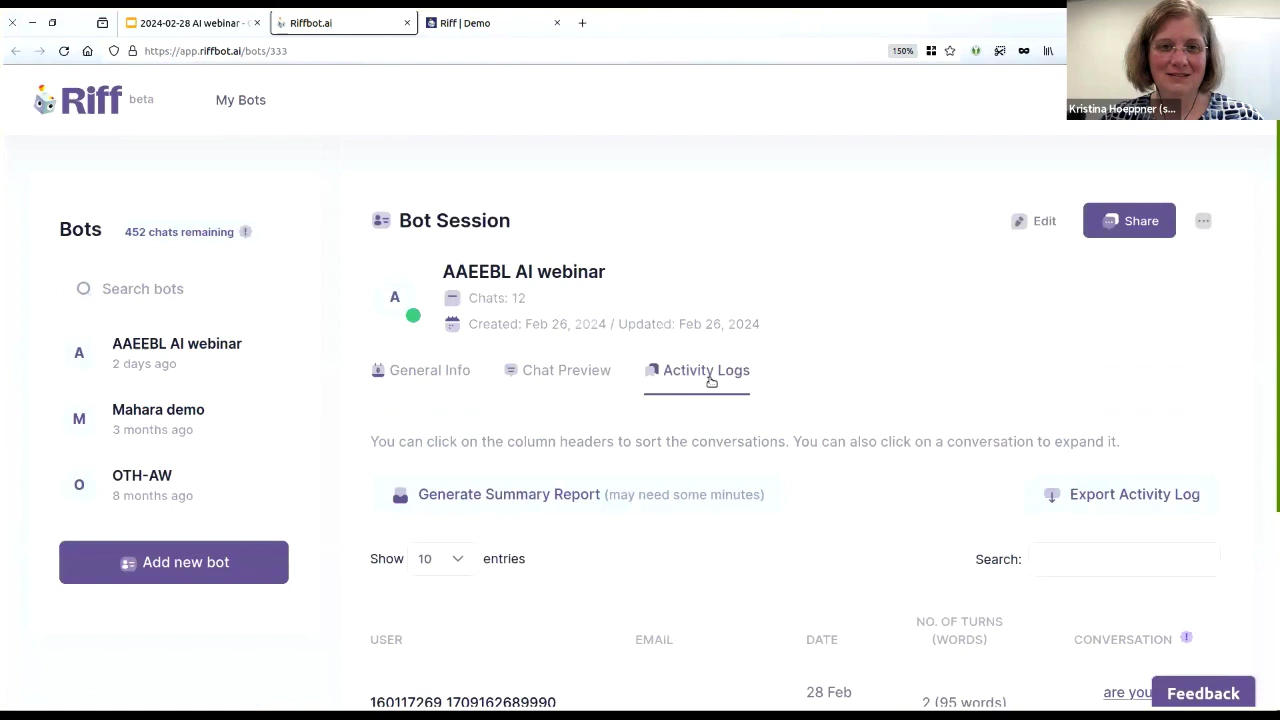 2024-02-28 AI webinar -
Riffbot.ai
Riff | Demo
https://app.riffbot.ai/bots/333
150%
Kristina Hoeppner (s...
Riff beta
My Bots
Bots
452 chats remaining
Search bots
A
AAEEBL AI webinar
2 days ago
M
Mahara demo
3 months ago
O
OTH-AW
8 months ago
Add new bot
Bot Session
Edit
Share
A
AAEEBL AI webinar
Chats: 12
Created: Feb 26, 2024 / Updated: Feb 26, 2024
General Info
Chat Preview
Activity Logs
You can click on the column headers to sort the conversations. You can also click on a conversation to expand it.
Generate Summary Report (may need some minutes)
Export Activity Log
Show 10 entries
Search:
USER
EMAIL
DATE
NO. OF TURNS
(WORDS)
CONVERSATION
160117269 1709162689990
28 Feb
2 (95 words)
are you
Feedback